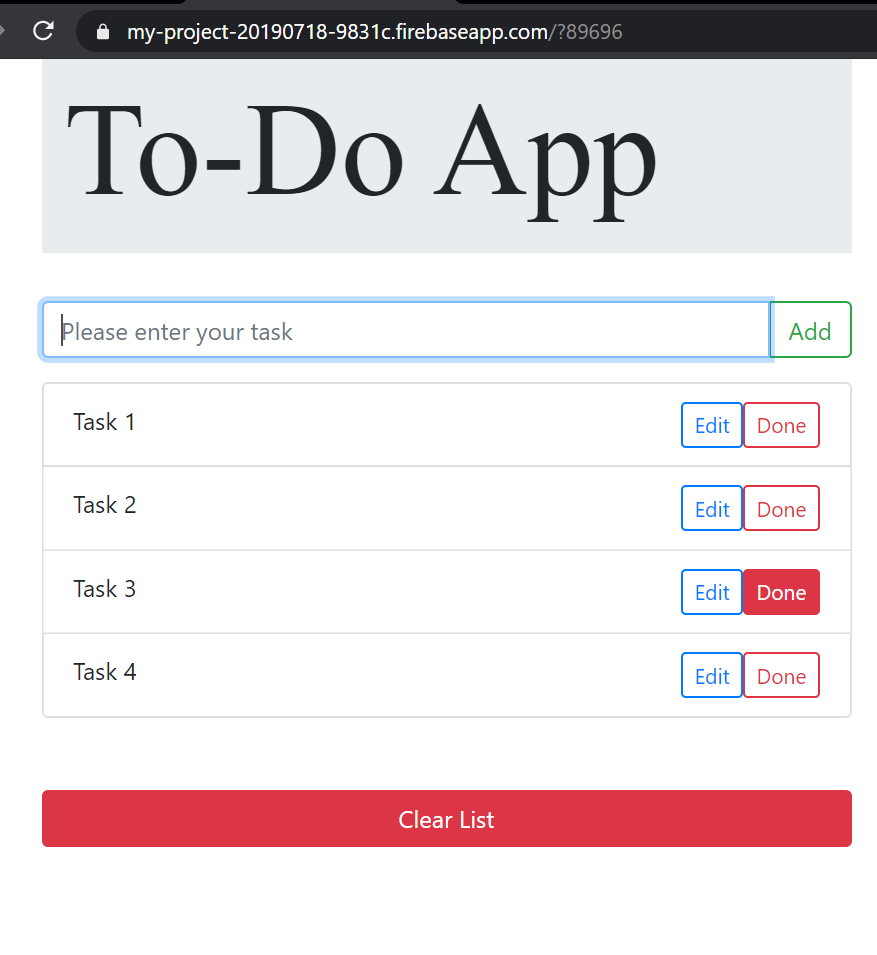 my-project-20190718-9831c.firebaseapp.com/?89696
To-Do App
Please enter your task Add
Task 1 Edit Done
Task 2 Edit Done
Task 3 Edit Done
Task 4 Edit Done
Clear List